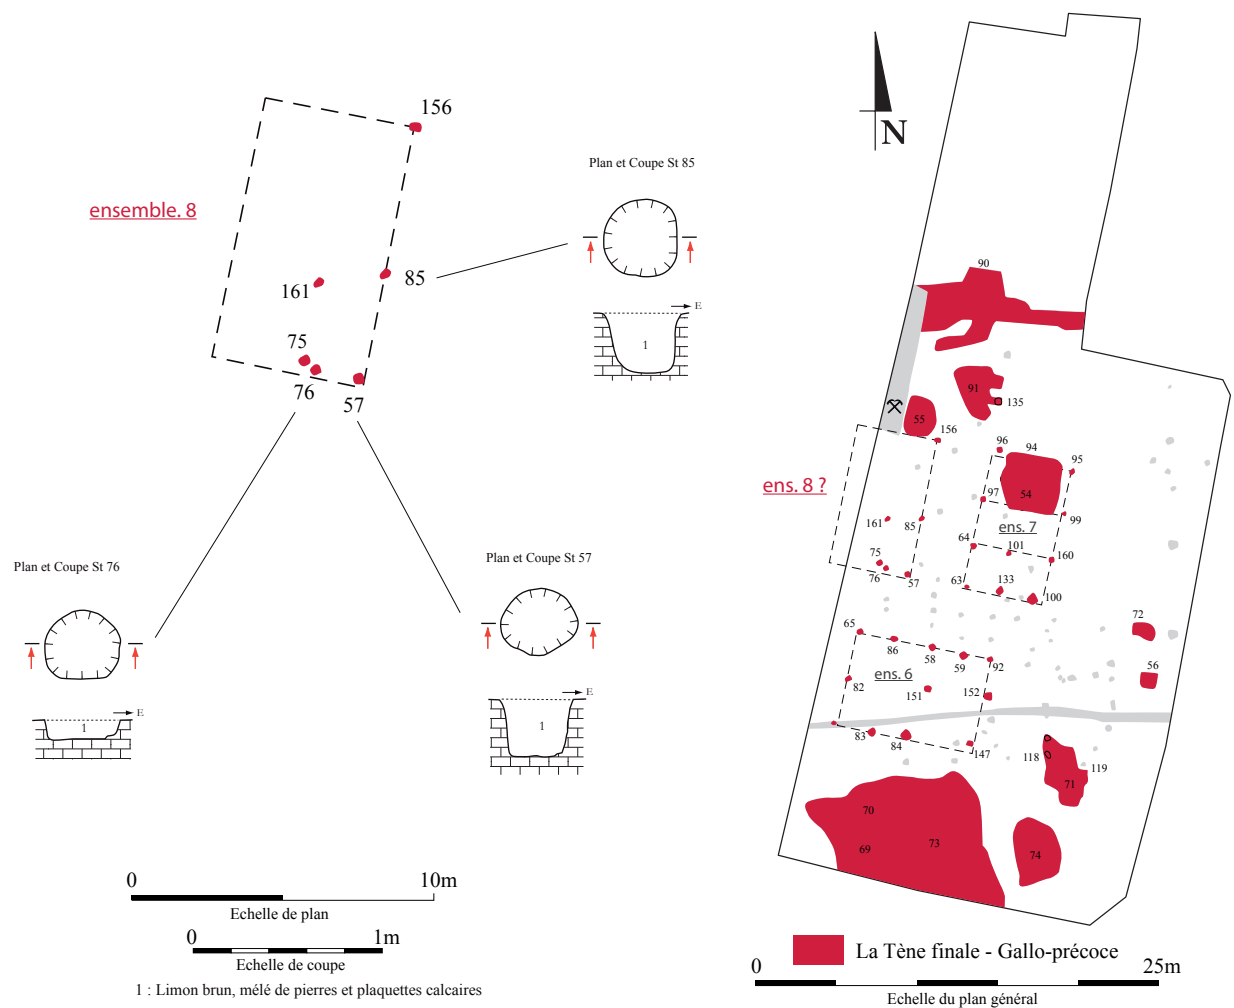 156
ensemble. 8
85
161
75
76
57
Plan et Coupe St 85
E
1
Plan et Coupe St 76
E
1
Plan et Coupe St 57
E
1
0 10m
Echelle de plan
0 1m
Echelle de coupe
1 : Limon brun, mélé de pierres et plaquettes calcaires
N
90
91
135
55
156
96
94
95
ens. 8 ?
97
54
99
161
85
ens. 7
64
101
160
75
76
57
63
133
100
72
65
86
58
59
92
56
82
ens. 6
151
152
83
84
147
118
119
71
70
69
73
74
La Tène finale - Gallo-précoce
0 25m
Echelle du plan général